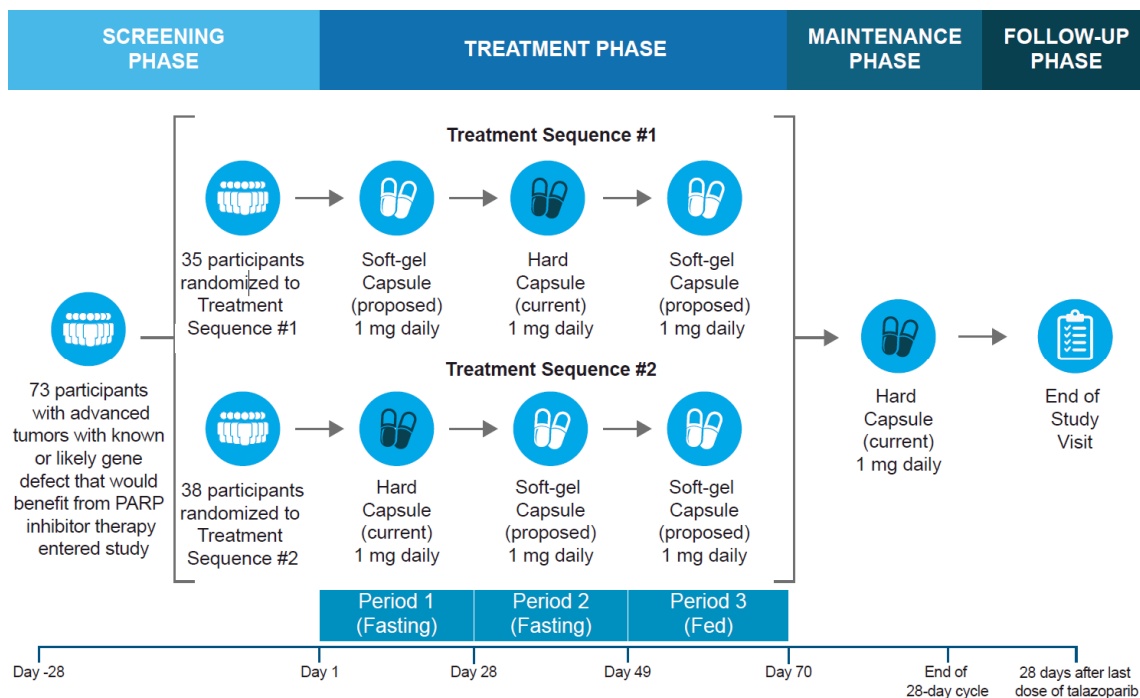 SCREENING
PHASE
TREATMENT PHASE
MAINTENANCE
PHASE
FOLLOW-UP
PHASE
Treatment Sequence #1
35 participants
randomized to
Treatment
Sequence #1
Soft-gel
Capsule
(proposed)
1 mg daily
Hard
Capsule
(current)
1 mg daily
Soft-gel
Capsule
(proposed)
1 mg daily
73 participants
with advanced
tumors with known
or likely gene
defect that would
benefit from PARP
inhibitor therapy
entered study
Treatment Sequence #2
38 participants
randomized to
Treatment
Sequence #2
Hard
Capsule
(current)
1 mg daily
Soft-gel
Capsule
(proposed)
1 mg daily
Soft-gel
Capsule
(proposed)
1 mg daily
Hard
Capsule
(current)
1 mg daily
End of
Study
Visit
Period 1
(Fasting)
Period 2
(Fasting)
Period 3
(Fed)
Day -28
Day 1
Day 28
Day 49
Day 70
End of
28-day cycle
28 days after last
dose of talazoparib